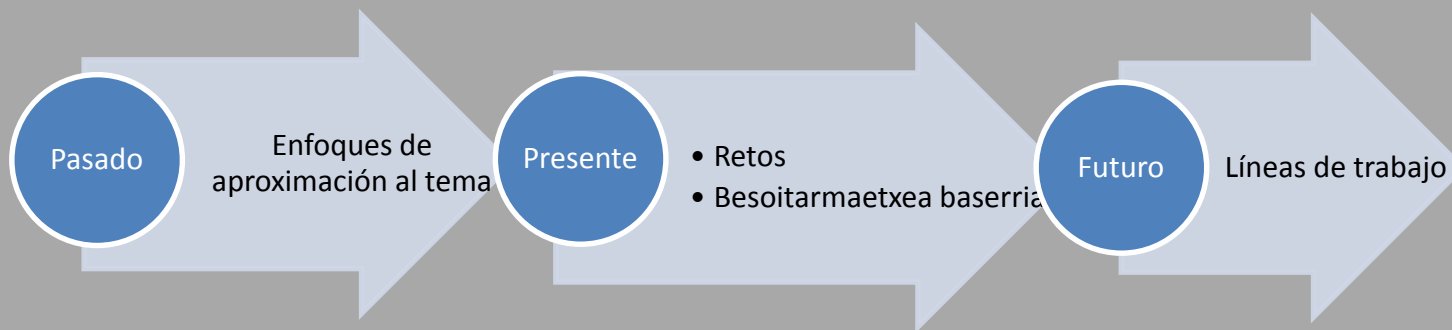 Pasado
Enfoques de
aproximación al tema
Presente
• Retos
• Besoitarmaetxea baserria
Futuro
Líneas de trabajo